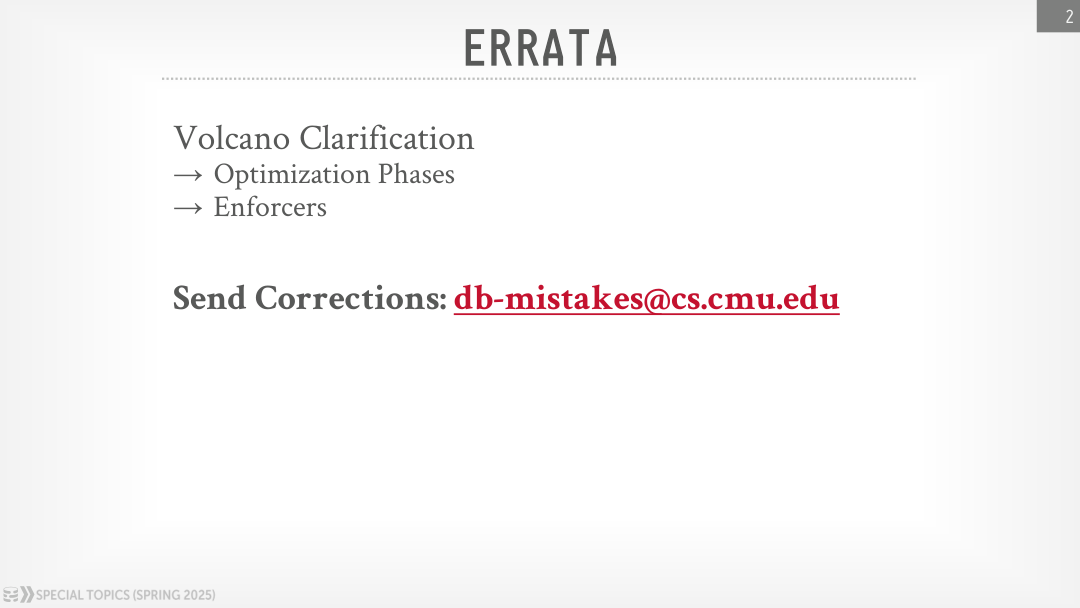 2
ERRATA
Volcano Clarification
→ Optimization Phases
→ Enforcers
Send Corrections: db-mistakes@cs.cmu.edu
SPECIAL TOPICS (SPRING 2025)